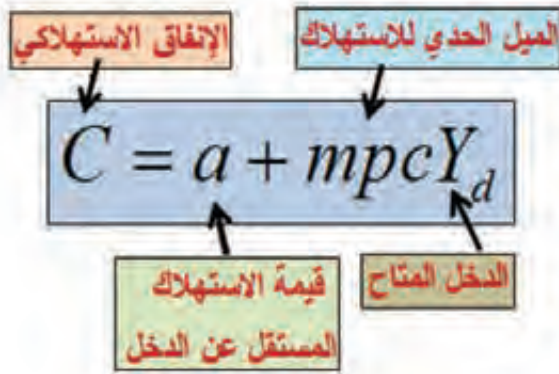 الإنفاق الاستهلاكي
الميل الحدي للاستهلاك
C = a + mpcY_d
قيمة الاستهلاك
المستقل عن الدخل
الدخل المتاح